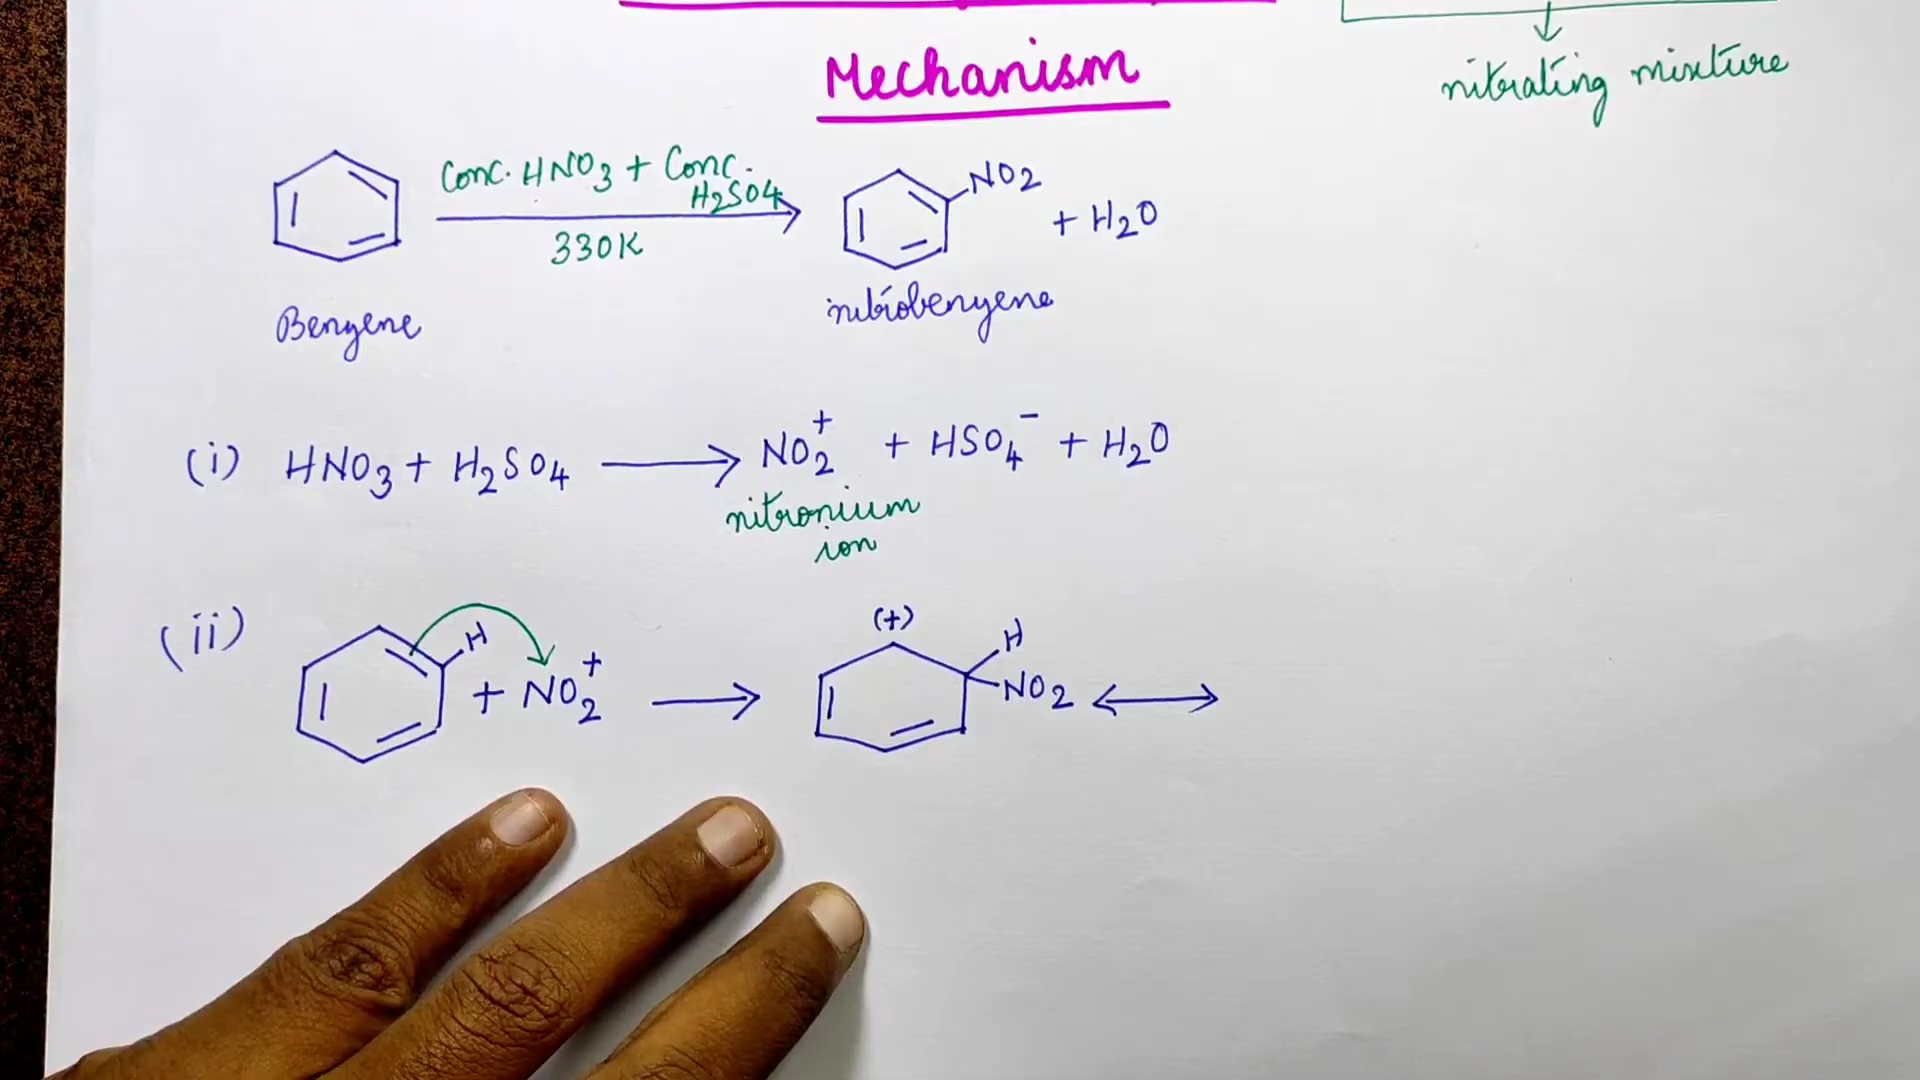 Mechanism
nitrating mixture
Conc. HNO3 + Conc. H2SO4
330K
NO2
+ H2O
Benzene
nitrobenzene
(i) HNO3 + H2SO4 ⟶ NO2+ + HSO4− + H2O
nitronium
ion
(ii) H + NO2+ ⟶ (+) H NO2 ⟷